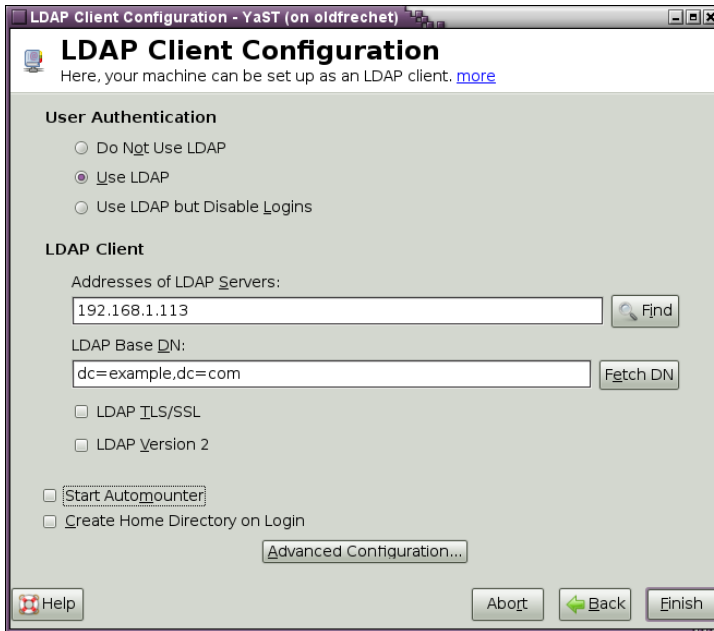 LDAP Client Configuration - YaST (on oldfrechet)
LDAP Client Configuration
Here, your machine can be set up as an LDAP client. more
User Authentication
Do Not Use LDAP
Use LDAP
Use LDAP but Disable Logins
LDAP Client
Addresses of LDAP Servers:
192.168.1.113
Find
LDAP Base DN:
dc=example,dc=com
Fetch DN
LDAP TLS/SSL
LDAP Version 2
Start Automounter
Create Home Directory on Login
Advanced Configuration...
Help
Abort
Back
Finish